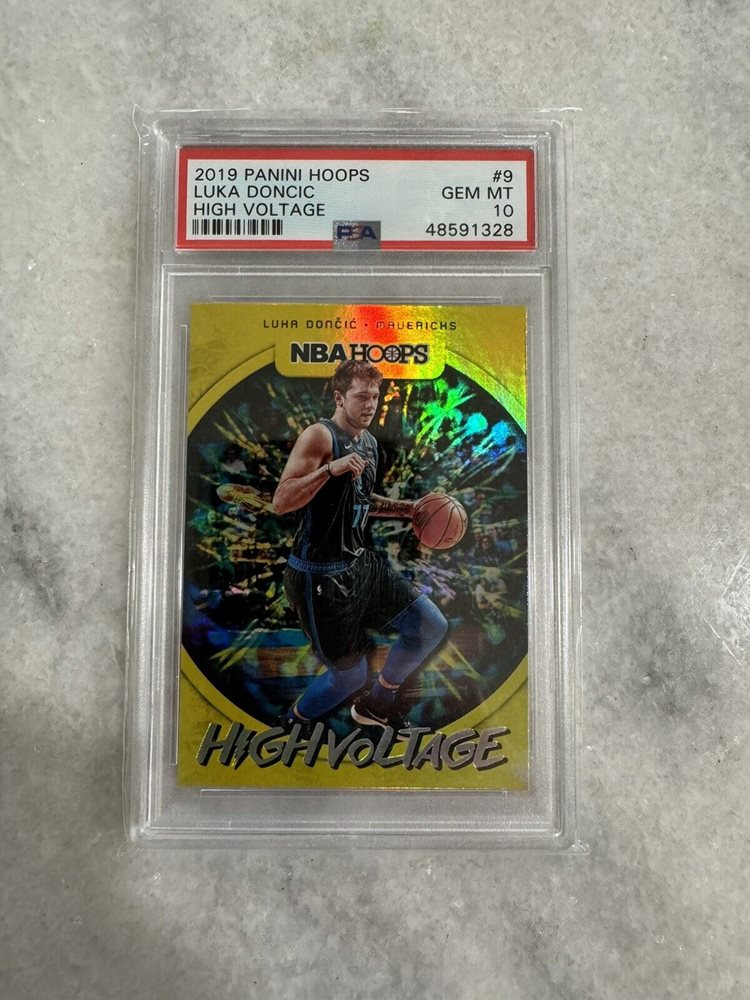 2019 PANINI HOOPS #9
LUKA DONCIC GEM MT
HIGH VOLTAGE 10
PSA 48591328
LUKA DONČIĆ · MAVERICKS
NBA HOOPS
77
HIGH VOLTAGE